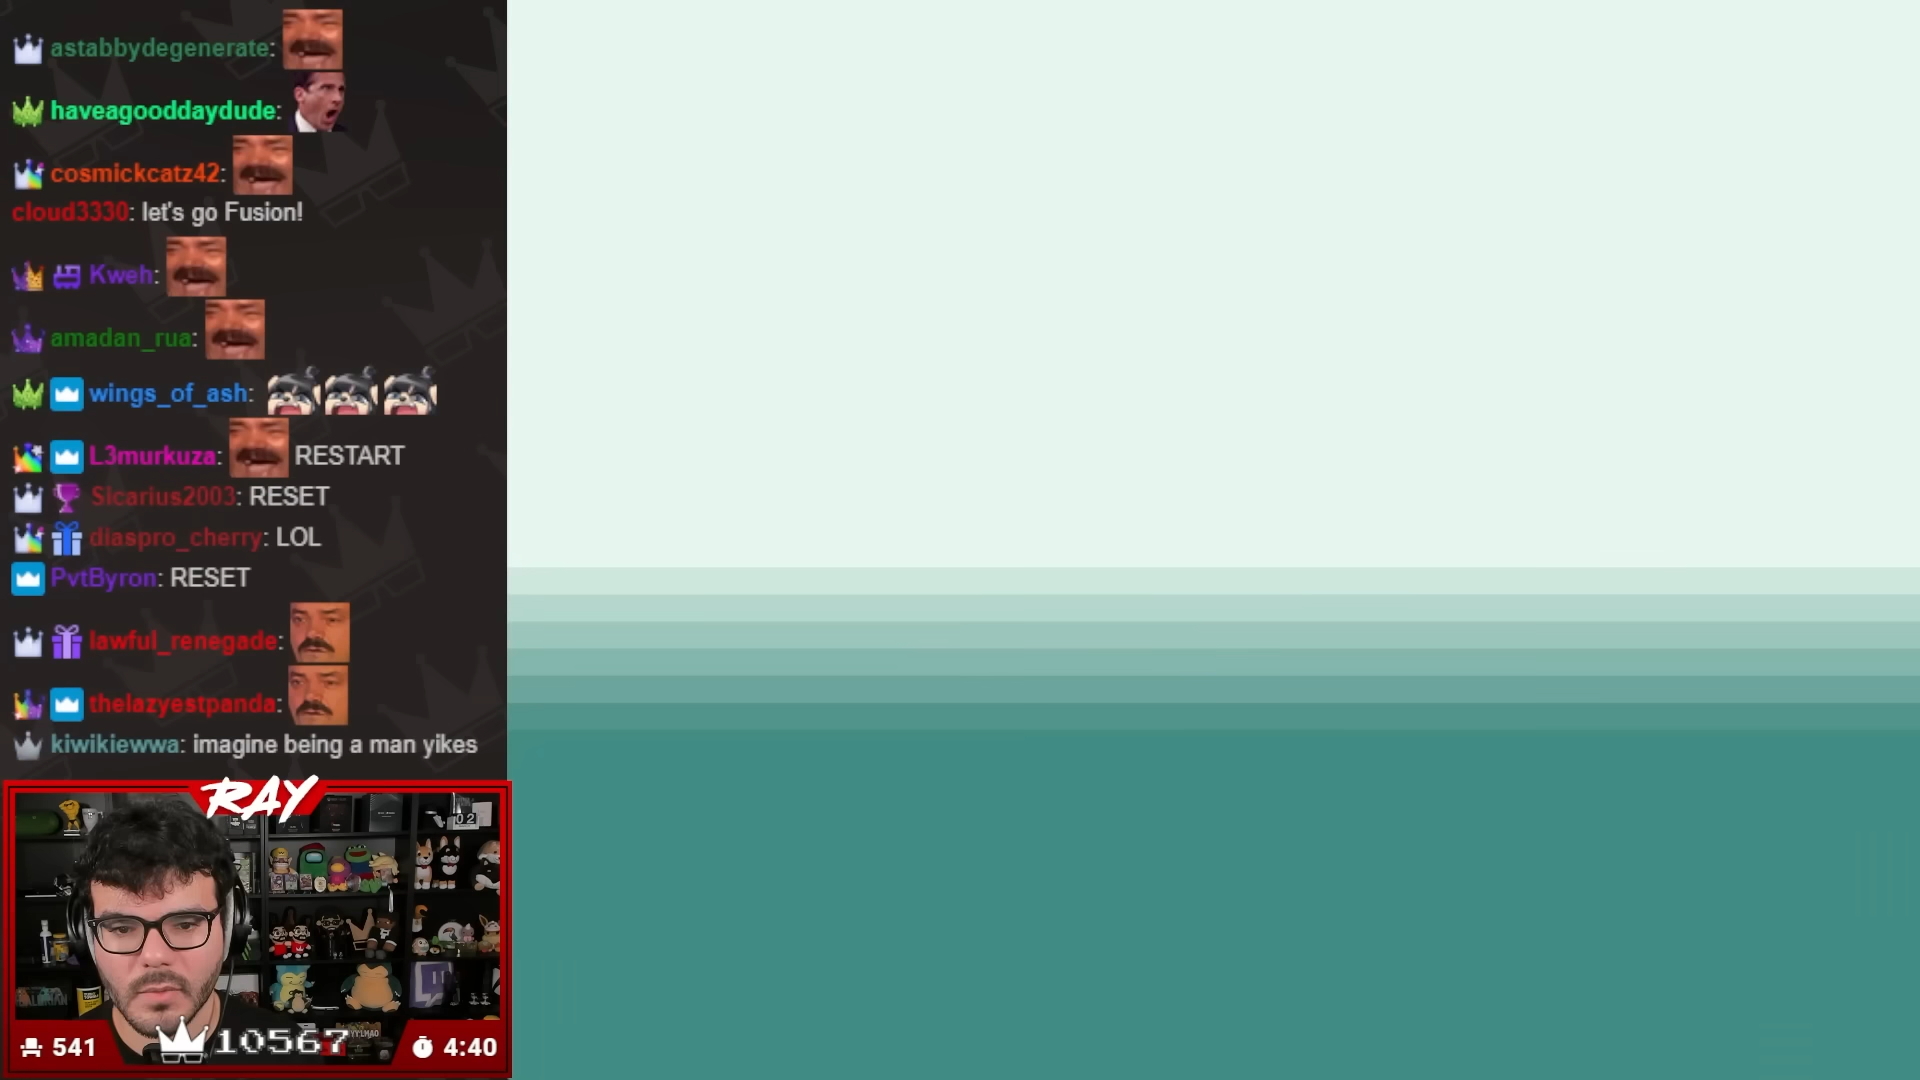 astabbydegenerate:
haveagooddaydude:
cosmickcatz42:
cloud3330: let's go Fusion!
Kweh:
amadan_rua:
wings_of_ash:
L3murkuza: RESTART
Sicarius2003: RESET
diaspro_cherry: LOL
PvtByron: RESET
lawful_renegade:
thelazyestpanda:
kiwikiewwa: imagine being a man yikes
RAY
02
541
10567
4:40